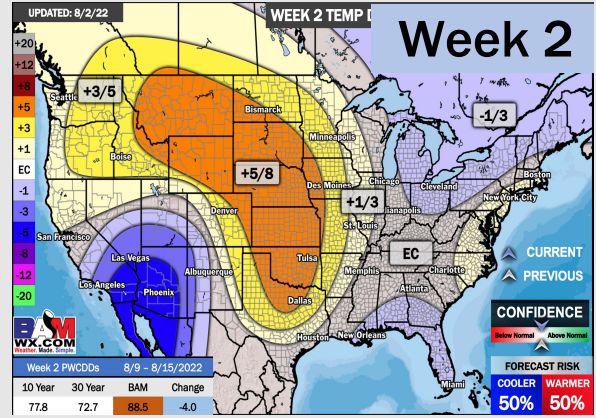 UPDATED: 8/2/22
WEEK 2 TEMP D
Week 2
+20
+12
+8
+5
+3
+1
EC
-1
-3
-5
-8
-12
-20
Seattle
+3/5
Bismarck
-1/3
Minneapolis
Boise
+5/8
Des Moines
Chicago
Cleveland
Boston
New York City
+1/3
dianapolis
Denver
St. Louis
San Francisco
Las Vegas
Albuquerque
Tulsa
Memphis
EC
Charlotte
CURRENT
Los Angeles
Phoenix
Atlanta
PREVIOUS
Dallas
Houston
New Orleans
Miami
CONFIDENCE
Below Normal
Above Normal
BAM
WX.COM
Weather. Made. Simple.
Week 2 PWCDDs
8/9 – 8/15/2022
10 Year
30 Year
BAM
Change
77.8
72.7
88.5
-4.0
FORECAST RISK
COOLER
WARMER
50%
50%